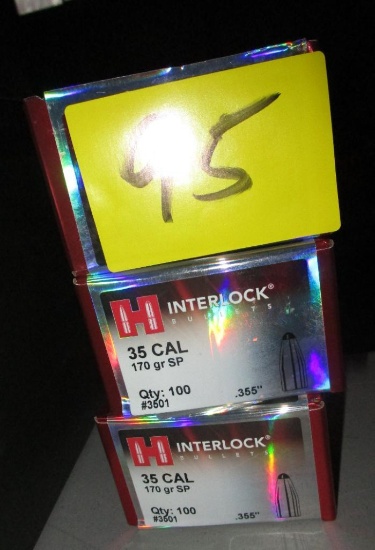 95
H INTERLOCK®
BULLETS
35 CAL
170 gr SP
Qty: 100 .355"
#3501
H INTERLOCK®
BULLETS
35 CAL
170 gr SP
Qty: 100 .355"
#3501